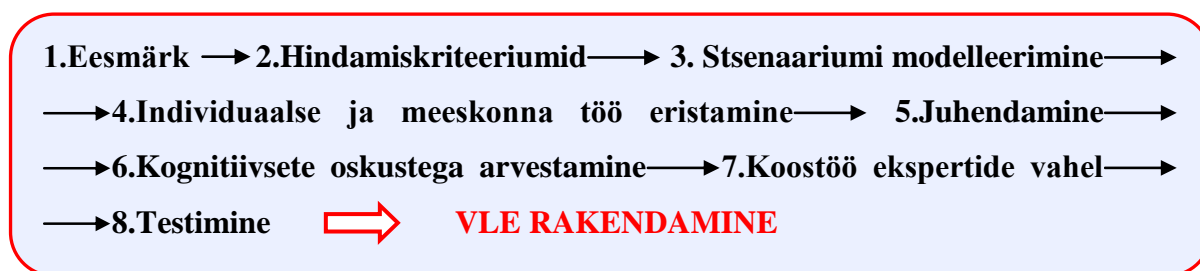 1.Eesmärk → 2.Hindamiskriteeriumid → 3. Stsenaariumi modelleerimine →
→ 4.Individuaalse ja meeskonna töö eristamine → 5.Juhendamine →
→ 6.Kognitiivsete oskustega arvestamine → 7.Koostöö ekspertide vahel →
→ 8.Testimine ⇨ VLE RAKENDAMINE